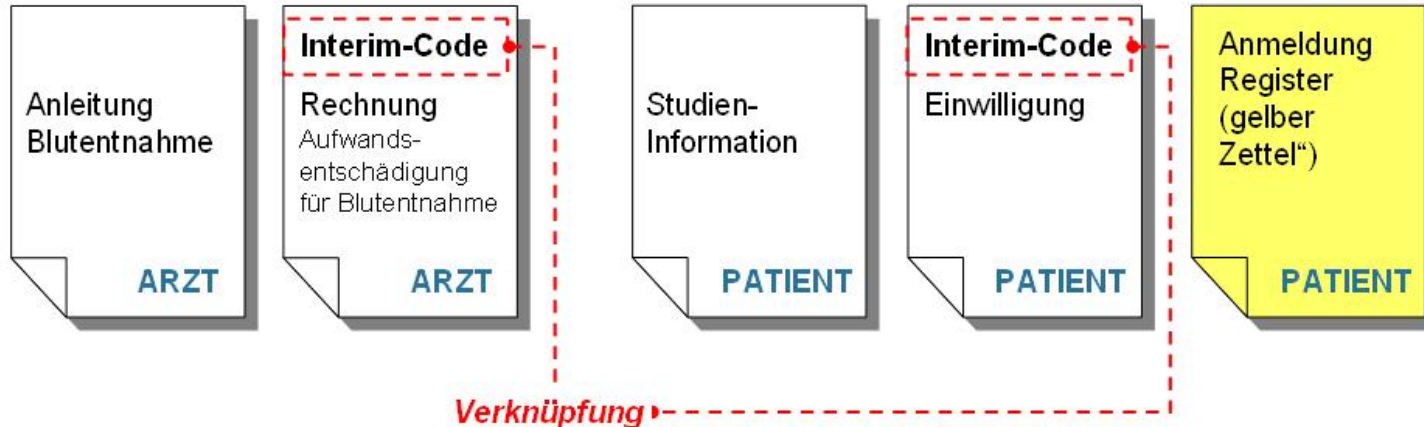 Anleitung
Blutentnahme
ARZT
Interim-Code
Rechnung
Aufwands-
entschädigung
für Blutentnahme
ARZT
Studien-
Information
PATIENT
Interim-Code
Einwilligung
PATIENT
Anmeldung
Register
(gelber
Zettel“)
PATIENT
Verknüpfung